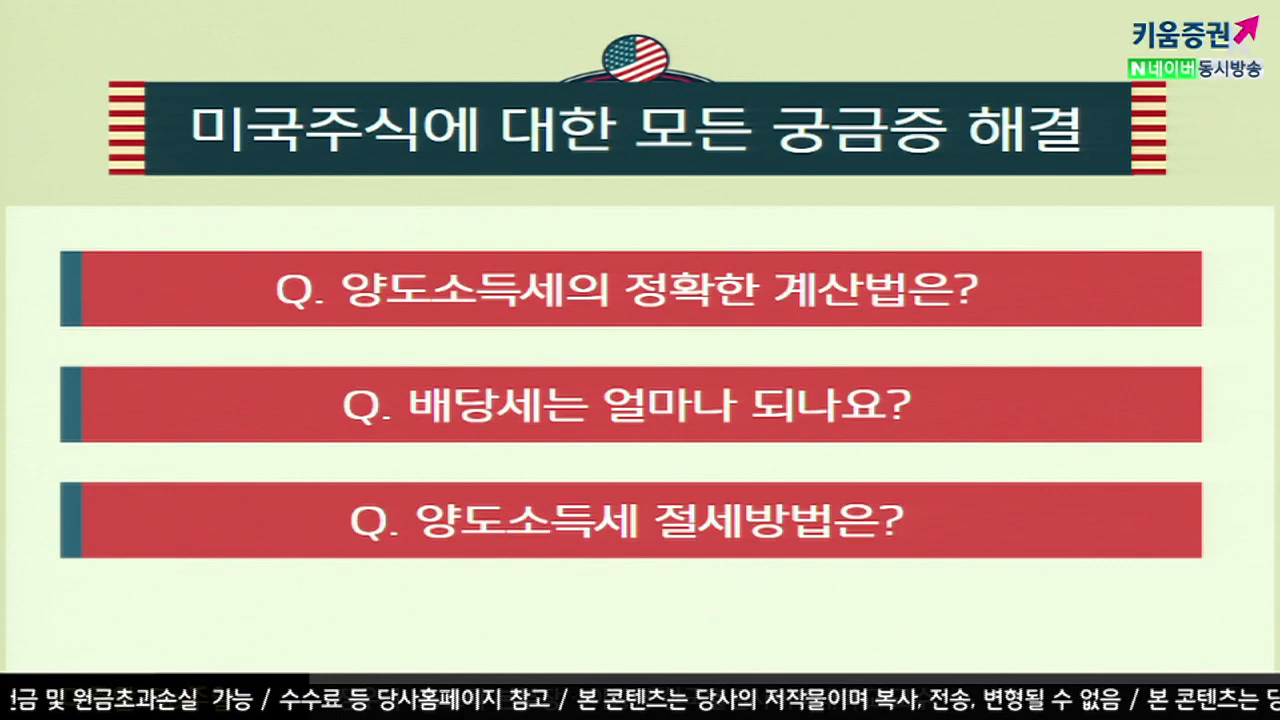 키움증권
N 네이버 동시방송
미국주식에 대한 모든 궁금증 해결
Q. 양도소득세의 정확한 계산법은?
Q. 배당세는 얼마나 되나요?
Q. 양도소득세 절세방법은?
및 원금초과손실 가능 / 수수료 등 당사홈페이지 참고 / 본 콘텐츠는 당사의 저작물이며 복사, 전송, 변형될 수 없음 / 본 콘텐츠는